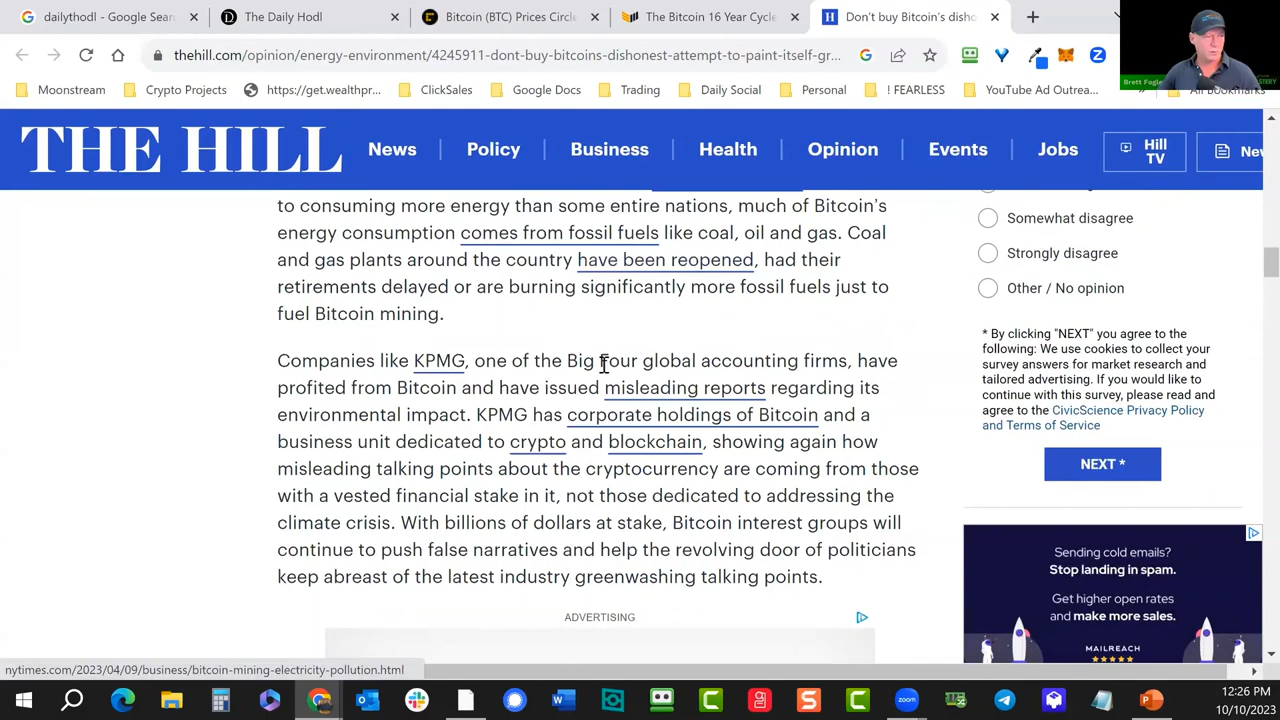 dailythodl - Google Sear
The Daily Hodl
Bitcoin (BTC) Prices Circle
The Bitcoin 16 Year Cycle
Don't buy Bitcoin's disho
thehill.com/opinion/energy-environment/4245911-don't-buy-bitcoins-dishonest-attempt-to-paint-itself-gr...
Brett Fogle
Moonstream
Crypto Projects
https://get.wealthpr...
ClickFunnels
Google Docs
Trading
Daily Social
Personal
! FEARLESS
YouTube Ad Outrea...
All Bookmarks
THE HILL
News
Policy
Business
Health
Opinion
Events
Jobs
Hill TV
New
to consuming more energy than some entire nations, much of Bitcoin's
energy consumption comes from fossil fuels like coal, oil and gas. Coal
and gas plants around the country have been reopened, had their
retirements delayed or are burning significantly more fossil fuels just to
fuel Bitcoin mining.
Companies like KPMG, one of the Big Four global accounting firms, have
profited from Bitcoin and have issued misleading reports regarding its
environmental impact. KPMG has corporate holdings of Bitcoin and a
business unit dedicated to crypto and blockchain, showing again how
misleading talking points about the cryptocurrency are coming from those
with a vested financial stake in it, not those dedicated to addressing the
climate crisis. With billions of dollars at stake, Bitcoin interest groups will
continue to push false narratives and help the revolving door of politicians
keep abreast of the latest industry greenwashing talking points.
ADVERTISING
Somewhat disagree
Strongly disagree
Other / No opinion
* By clicking "NEXT" you agree to the
following: We use cookies to collect your
survey answers for market research and
tailored advertising. If you would like to
continue with this survey, please read and
agree to the CivicScience Privacy Policy
and Terms of Service
NEXT *
Sending cold emails?
Stop landing in spam.
Get higher open rates
and make more sales.
MAILREACH
nytimes.com/2023/04/09/business/bitcoin-mining-electricity-pollution.html
12:26 PM
10/10/2023